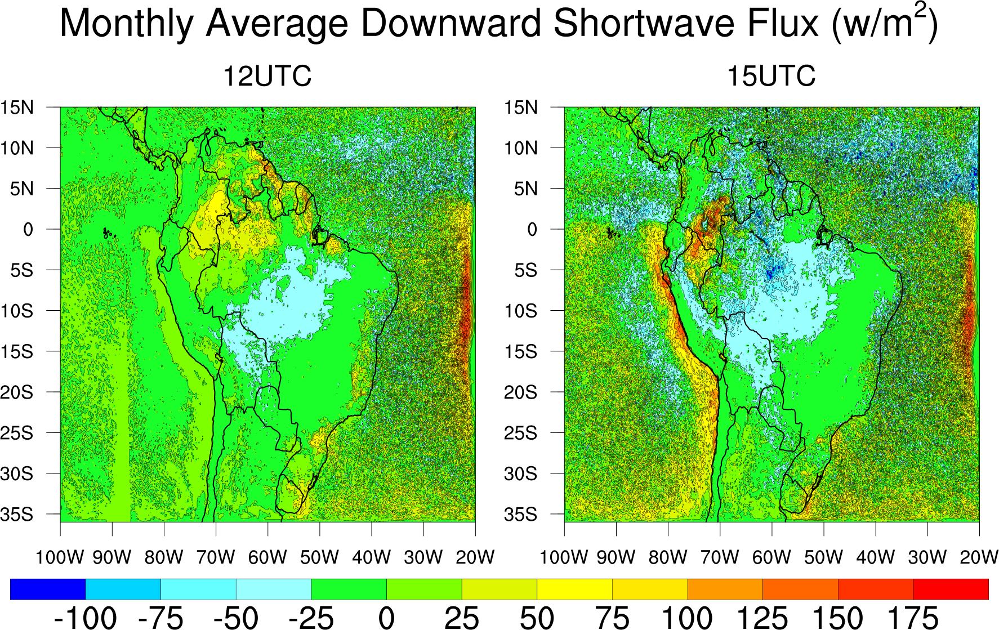 Monthly Average Downward Shortwave Flux (w/m²)
12UTC
15UTC
15N
10N
5N
0
5S
10S
15S
20S
25S
30S
35S
100W 90W 80W 70W 60W 50W 40W 30W 20W
15N
10N
5N
0
5S
10S
15S
20S
25S
30S
35S
100W 90W 80W 70W 60W 50W 40W 30W 20W
-100 -75 -50 -25 0 25 50 75 100 125 150 175